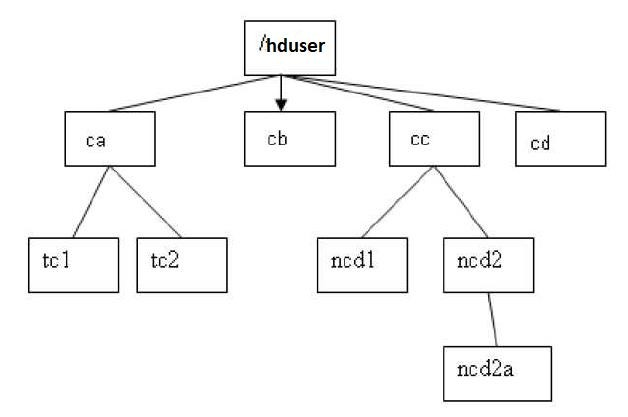 /hduser
ca
cb
cc
cd
tc1
tc2
ncd1
ncd2
ncd2a